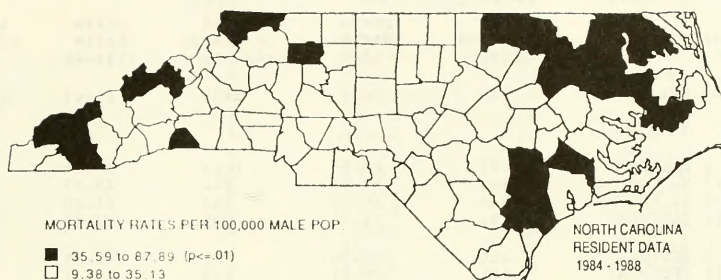 MORTALITY RATES PER 100,000 MALE POP.
35.59 to 87.89 (p<=.01)
9.38 to 35.13
NORTH CAROLINA
RESIDENT DATA
1984 - 1988